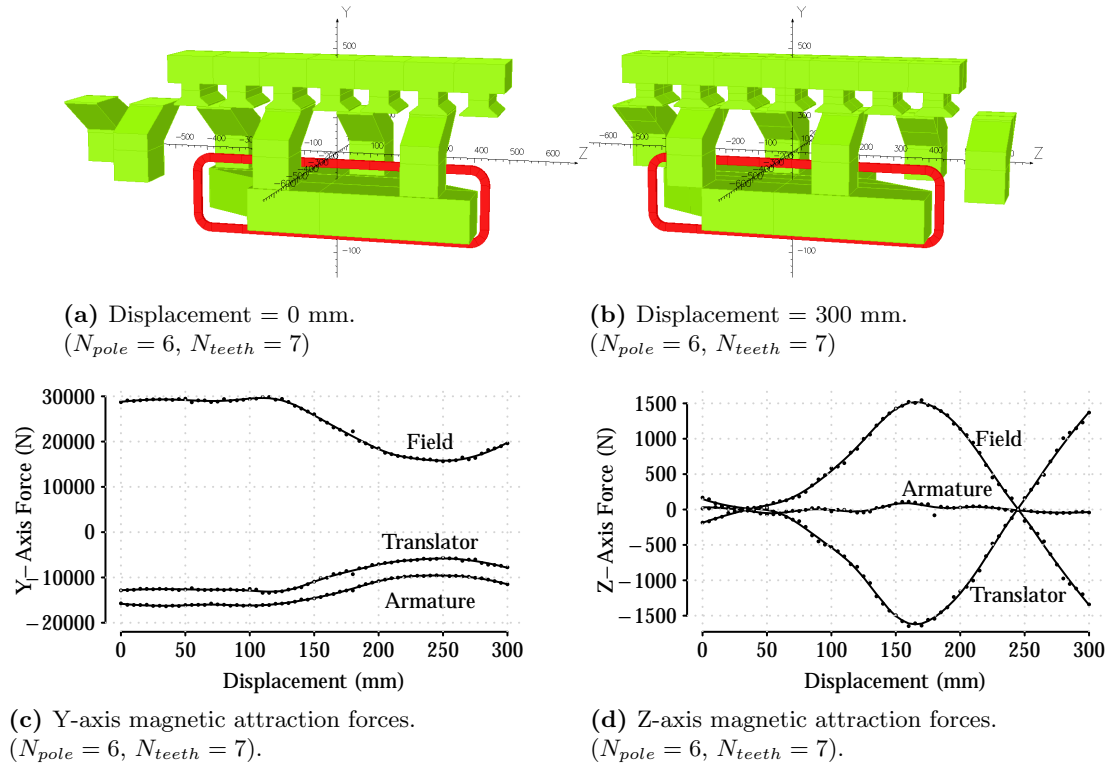 Y
500
-500
-400
-300
400
500
600
Z
-100
(a) Displacement = 0 mm.
(N_pole = 6, N_teeth = 7)
Y
500
300
-600
-500
-200
-100
200
300
400
Z
-100
(b) Displacement = 300 mm.
(N_pole = 6, N_teeth = 7)
30000
20000
10000
0
−10000
−20000
Y−Axis Force (N)
Field
Translator
Armature
0 50 100 150 200 250 300
Displacement (mm)
(c) Y-axis magnetic attraction forces.
(N_pole = 6, N_teeth = 7).
1500
1000
500
0
−500
−1000
−1500
Z−Axis Force (N)
Field
Armature
Translator
0 50 100 150 200 250 300
Displacement (mm)
(d) Z-axis magnetic attraction forces.
(N_pole = 6, N_teeth = 7).